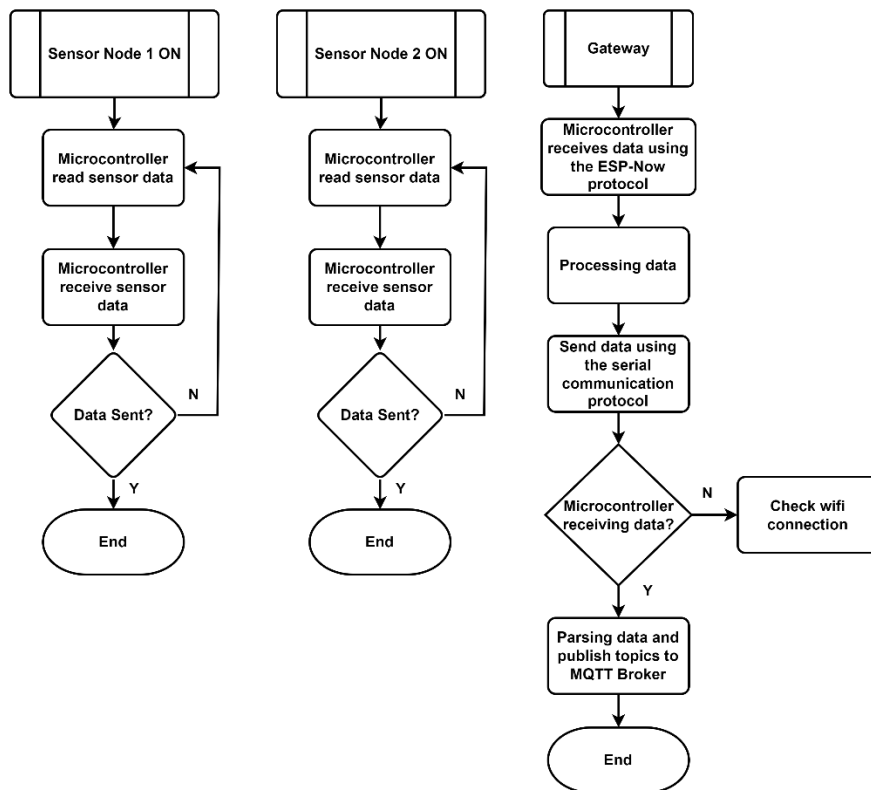 Sensor Node 1 ON
Microcontroller
read sensor data
Microcontroller
receive sensor
data
Data Sent?
N
Y
End
Sensor Node 2 ON
Microcontroller
read sensor data
Microcontroller
receive sensor
data
Data Sent?
N
Y
End
Gateway
Microcontroller
receives data using
the ESP-Now
protocol
Processing data
Send data using
the serial
communication
protocol
Microcontroller
receiving data?
N
Check wifi
connection
Y
Parsing data and
publish topics to
MQTT Broker
End